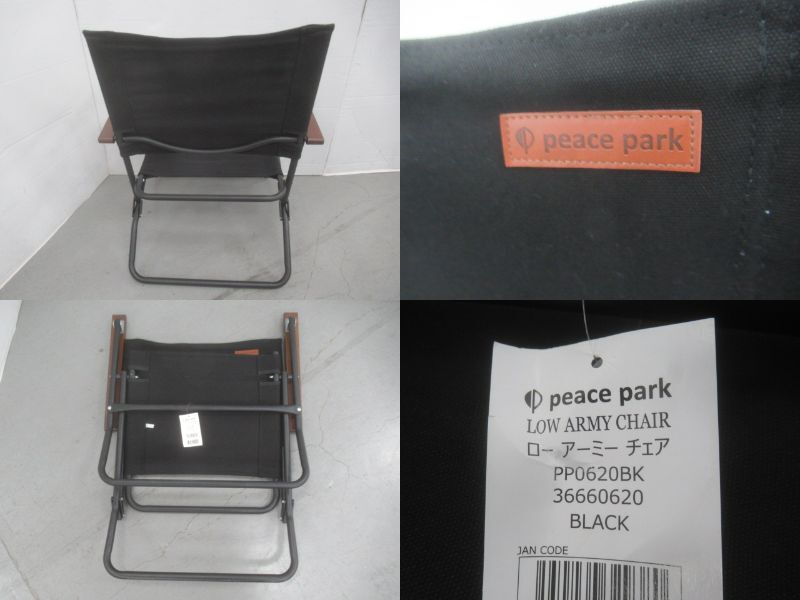 peace park
peace park
LOW ARMY CHAIR
ロー アーミー チェア
PP0620BK
36660620
BLACK
JAN CODE